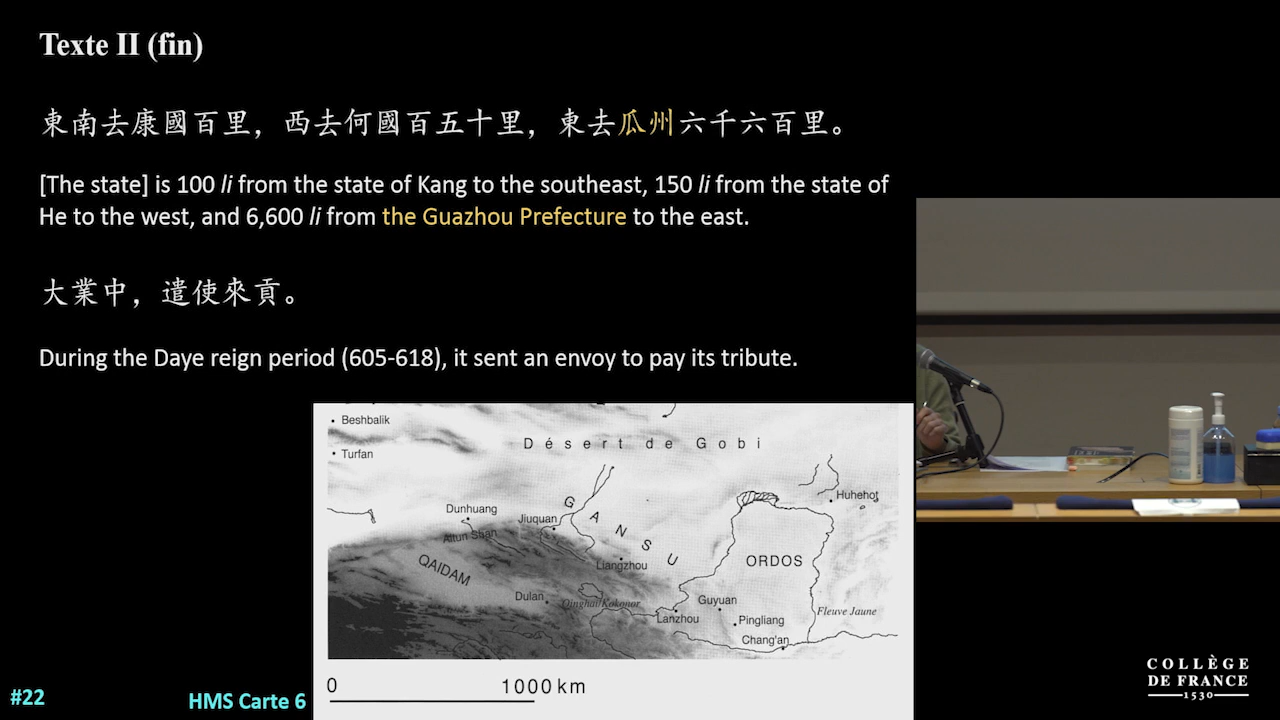 Texte II (fin)
東南去康國百里，西去何國百五十里，東去瓜州六千六百里。
[The state] is 100 li from the state of Kang to the southeast, 150 li from the state of
He to the west, and 6,600 li from the Guazhou Prefecture to the east.
大業中，遣使來貢。
During the Daye reign period (605-618), it sent an envoy to pay its tribute.
Beshbalik
Désert de Gobi
Turfan
Huhehot
Dunhuang
GANSU
Jiuquan
Altun Shan
ORDOS
Liangzhou
QAIDAM
Dulan
Qinghai/Kokonor
Guyuan
Fleuve Jaune
Lanzhou
Pingliang
Chang'an
0 1000 km
#22
HMS Carte 6
COLLÈGE
DE FRANCE
1530